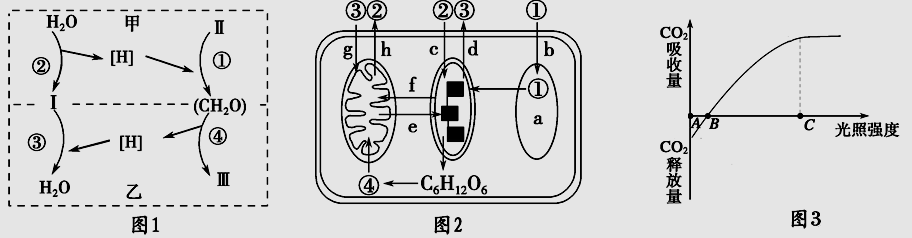 H₂O 甲 Ⅱ
[H] ①
②
Ⅰ (CH₂O)
③ [H] ④
H₂O 乙 Ⅲ
图1
③ ② ② ③ ①
g h c d b
f ①
e a
④ C₆H₁₂O₆
图2
CO₂
吸收量
A B C 光照强度
CO₂
释放量
图3